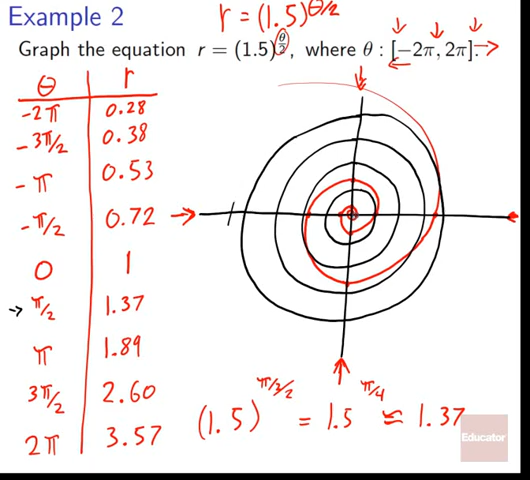 Example 2
r = (1.5)^θ/2
Graph the equation r = (1.5)^θ/2, where θ : [−2π, 2π].
θ r
-2π 0.28
-3π/2 0.38
-π 0.53
-π/2 0.72
0 1
π/2 1.37
π 1.89
3π/2 2.60
2π 3.57
(1.5)^π/2/2 = 1.5^π/4 ≈ 1.37
Educator